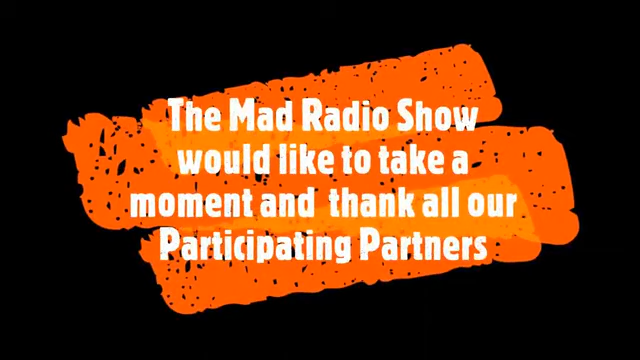 The Mad Radio Show
would like to take a
moment and  thank all our
Participating Partners